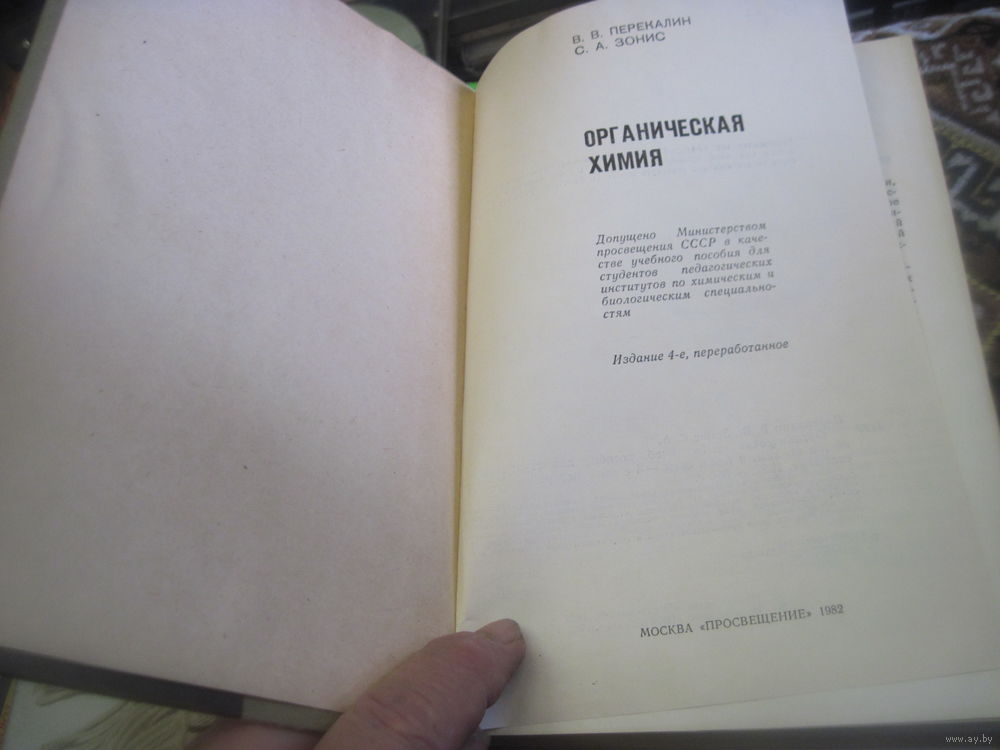 В. В. ПЕРЕКАЛИН
С. А. ЗОНИС
ОРГАНИЧЕСКАЯ
ХИМИЯ
Допущено Министерством
просвещения СССР в каче-
стве учебного пособия для
студентов педагогических
институтов по химическим и
биологическим специально-
стям
Издание 4-е, переработанное
МОСКВА «ПРОСВЕЩЕНИЕ» 1982
www.ay.by